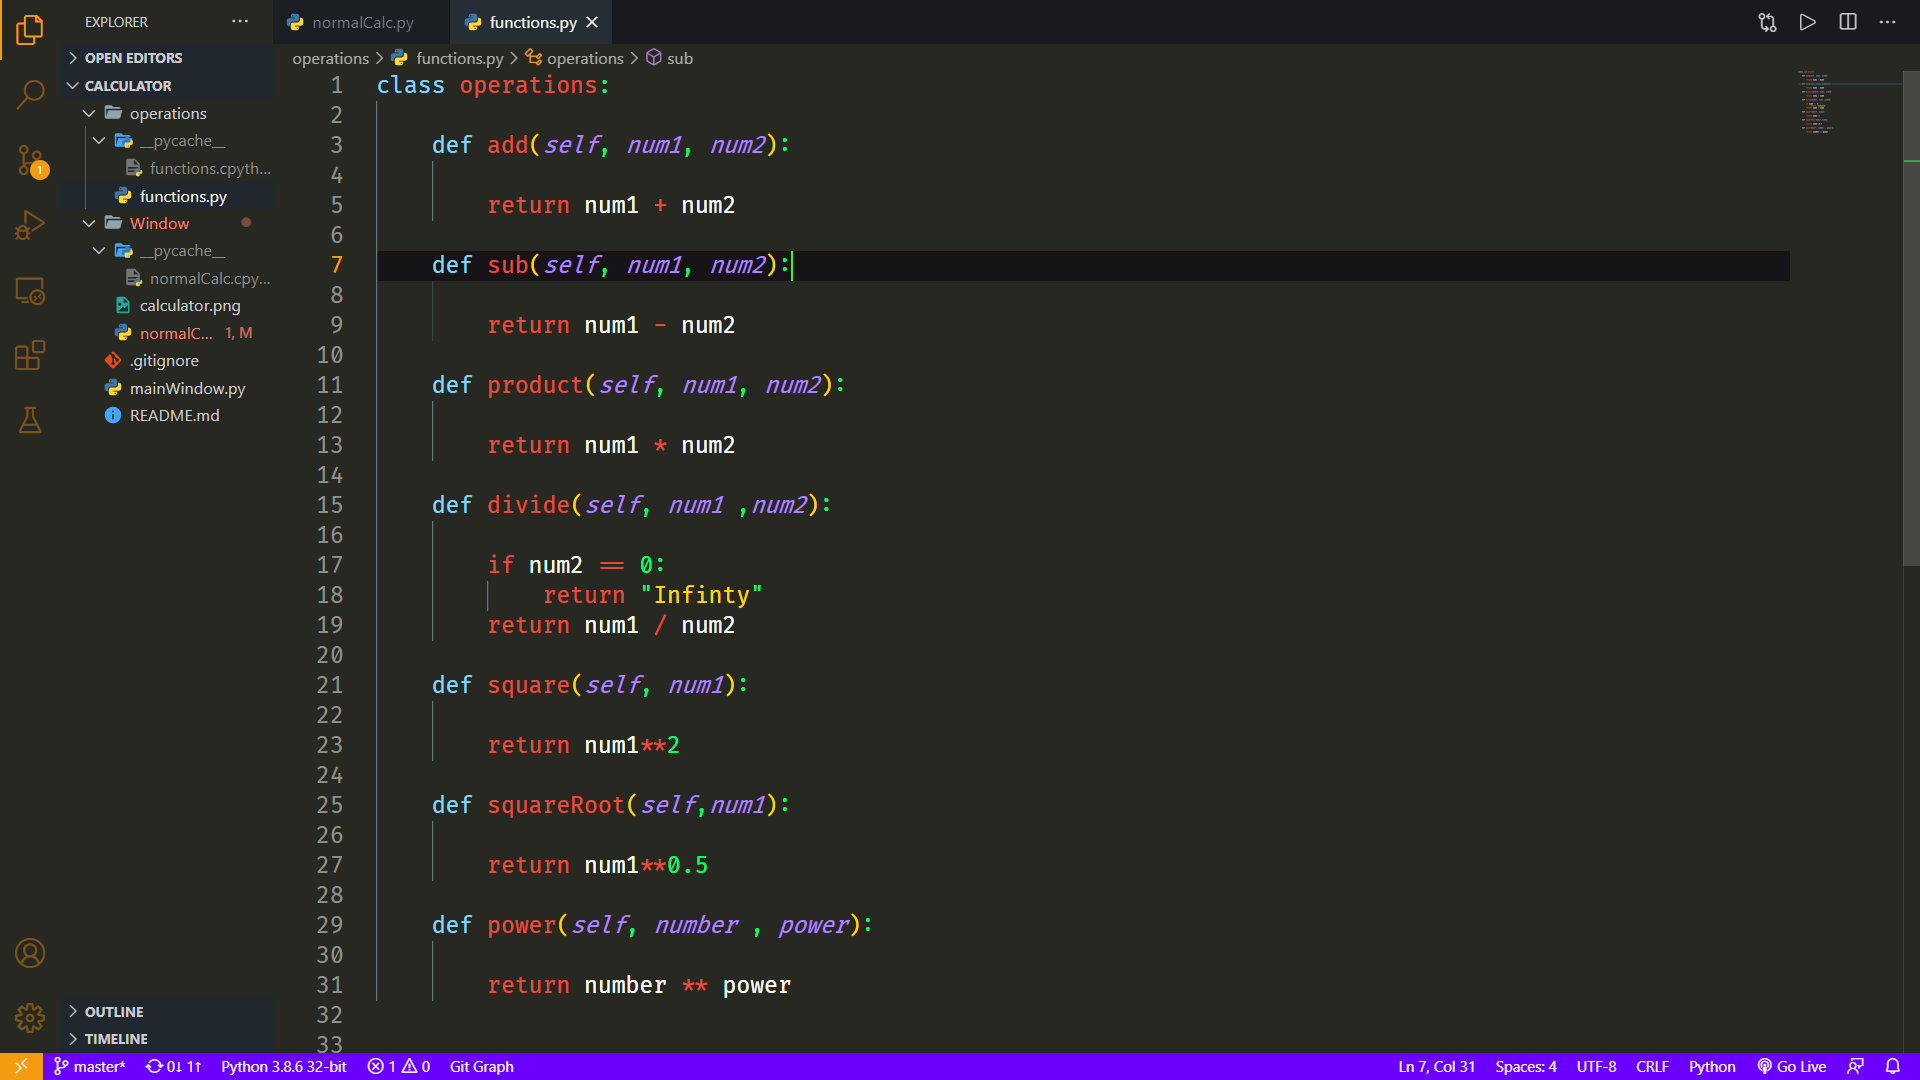 EXPLORER
OPEN EDITORS
CALCULATOR
operations
__pycache__
functions.cpyth...
functions.py
Window
__pycache__
normalCalc.cpy...
calculator.png
normalC... 1, M
.gitignore
mainWindow.py
README.md
OUTLINE
TIMELINE
1
normalCalc.py
functions.py
operations > functions.py > operations > sub
1 class operations:
2
3 def add(self, num1, num2):
4
5 return num1 + num2
6
7 def sub(self, num1, num2):
8
9 return num1 - num2
10
11 def product(self, num1, num2):
12
13 return num1 * num2
14
15 def divide(self, num1 ,num2):
16
17 if num2 == 0:
18 return "Infinty"
19 return num1 / num2
20
21 def square(self, num1):
22
23 return num1**2
24
25 def squareRoot(self,num1):
26
27 return num1**0.5
28
29 def power(self, number , power):
30
31 return number ** power
32
33
master* 0↓ 1↑ Python 3.8.6 32-bit 1 0 Git Graph Ln 7, Col 31 Spaces: 4 UTF-8 CRLF Python Go Live